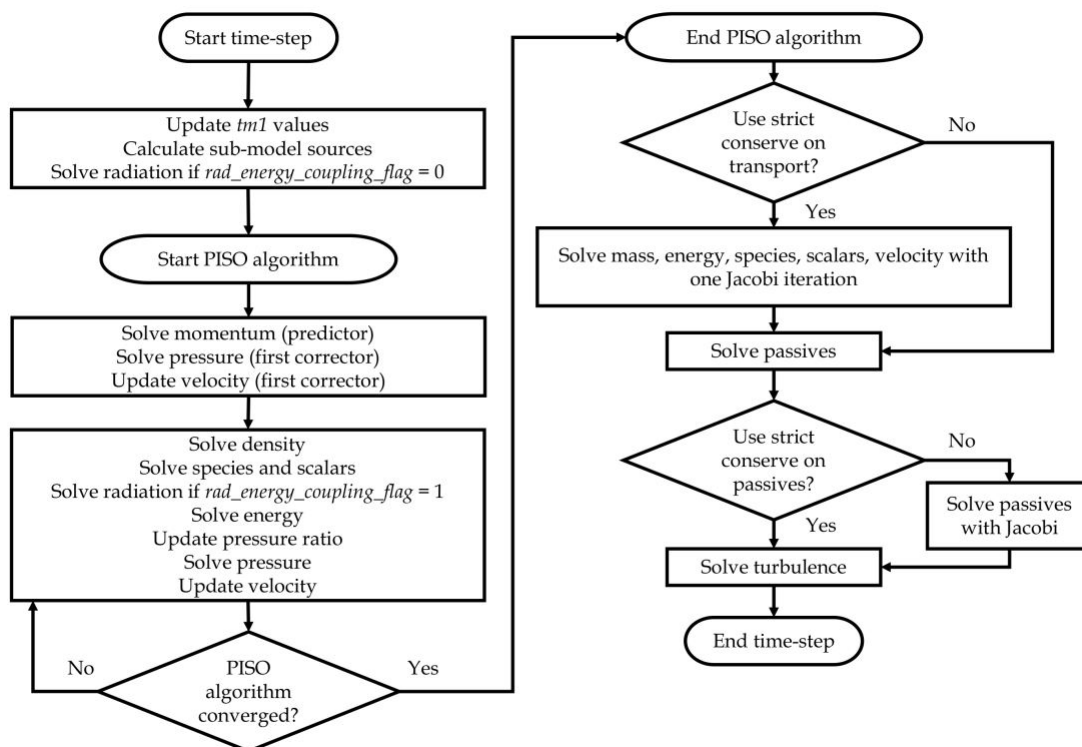 Start time-step
Update tm1 values
Calculate sub-model sources
Solve radiation if rad_energy_coupling_flag = 0
Start PISO algorithm
Solve momentum (predictor)
Solve pressure (first corrector)
Update velocity (first corrector)
Solve density
Solve species and scalars
Solve radiation if rad_energy_coupling_flag = 1
Solve energy
Update pressure ratio
Solve pressure
Update velocity
No
PISO
algorithm
converged?
Yes
End PISO algorithm
Use strict
conserve on
transport?
No
Yes
Solve mass, energy, species, scalars, velocity with
one Jacobi iteration
Solve passives
Use strict
conserve on
passives?
No
Solve passives
with Jacobi
Yes
Solve turbulence
End time-step